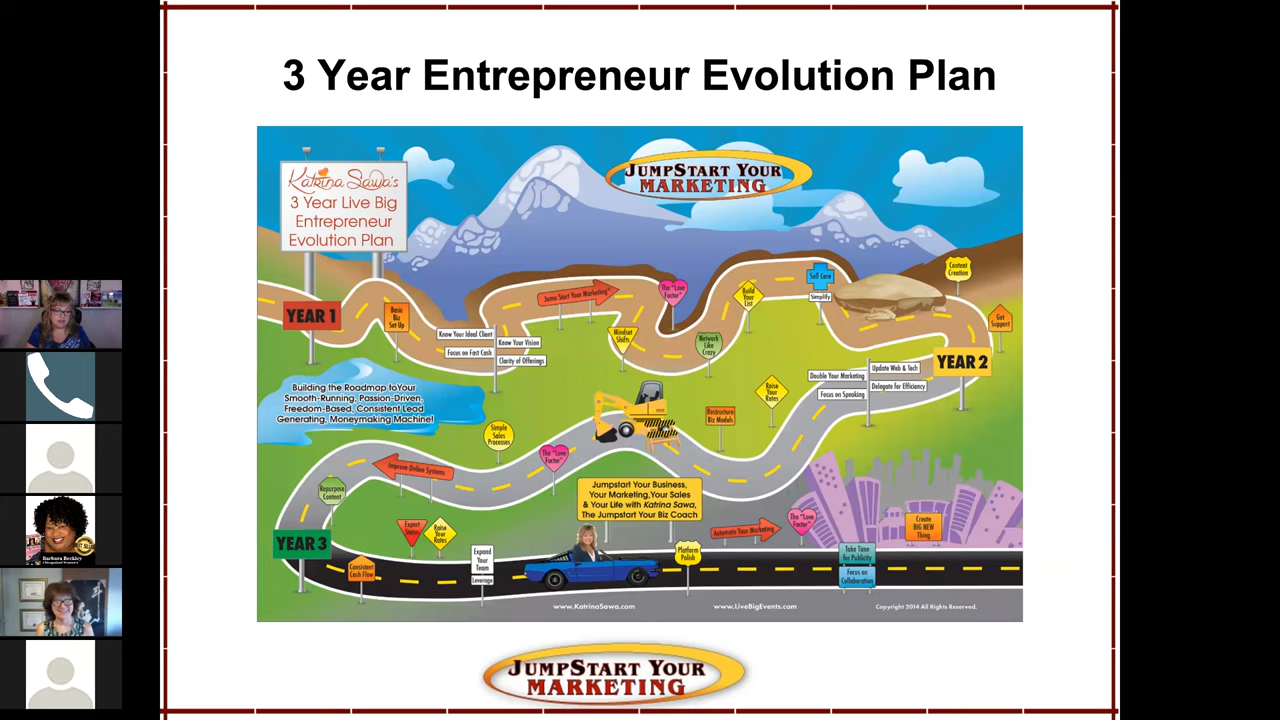 3 Year Entrepreneur Evolution Plan
Katrina Sawa's
3 Year Live Big
Entrepreneur
Evolution Plan
JUMPSTART YOUR
MARKETING
YEAR 1
Basic
Biz
Set Up
Know Your Ideal Client
Know Your Vision
Focus on Fast Cash
Clarity of Offerings
Jump Start Your Marketing
Mindset
Shifts
The "Love
Factor"
Network
Like
Crazy
Build
Your
List
Self Care
Simplify
Content
Creation
Get
Support
YEAR 2
Double Your Marketing
Update Web & Tech
Focus on Speaking
Delegate for Efficiency
Raise
Your
Rates
Restructure
Biz Models
Building the Roadmap toYour
Smooth-Running, Passion-Driven,
Freedom-Based, Consistent Lead
Generating, Moneymaking Machine!
Simple
Sales
Processes
The "Love
Factor"
Improve Online Systems
Repurpose
Content
YEAR 3
Consistent
Cash Flow
Expert
Status
Raise
Your
Rates
Expand
Your
Team
Leverage
Jumpstart Your Business,
Your Marketing,Your Sales
& Your Life with Katrina Sawa,
The Jumpstart Your Biz Coach
Platform
Polish
Automate Your Marketing
The "Love
Factor"
Take Time
for Publicity
Focus on
Collaboration
Create
BIG NEW
Thing
www.KatrinaSawa.com
www.LiveBigEvents.com
Copyright 2014 All Rights Reserved.
JUMPSTART YOUR
MARKETING
Barbara Beckley